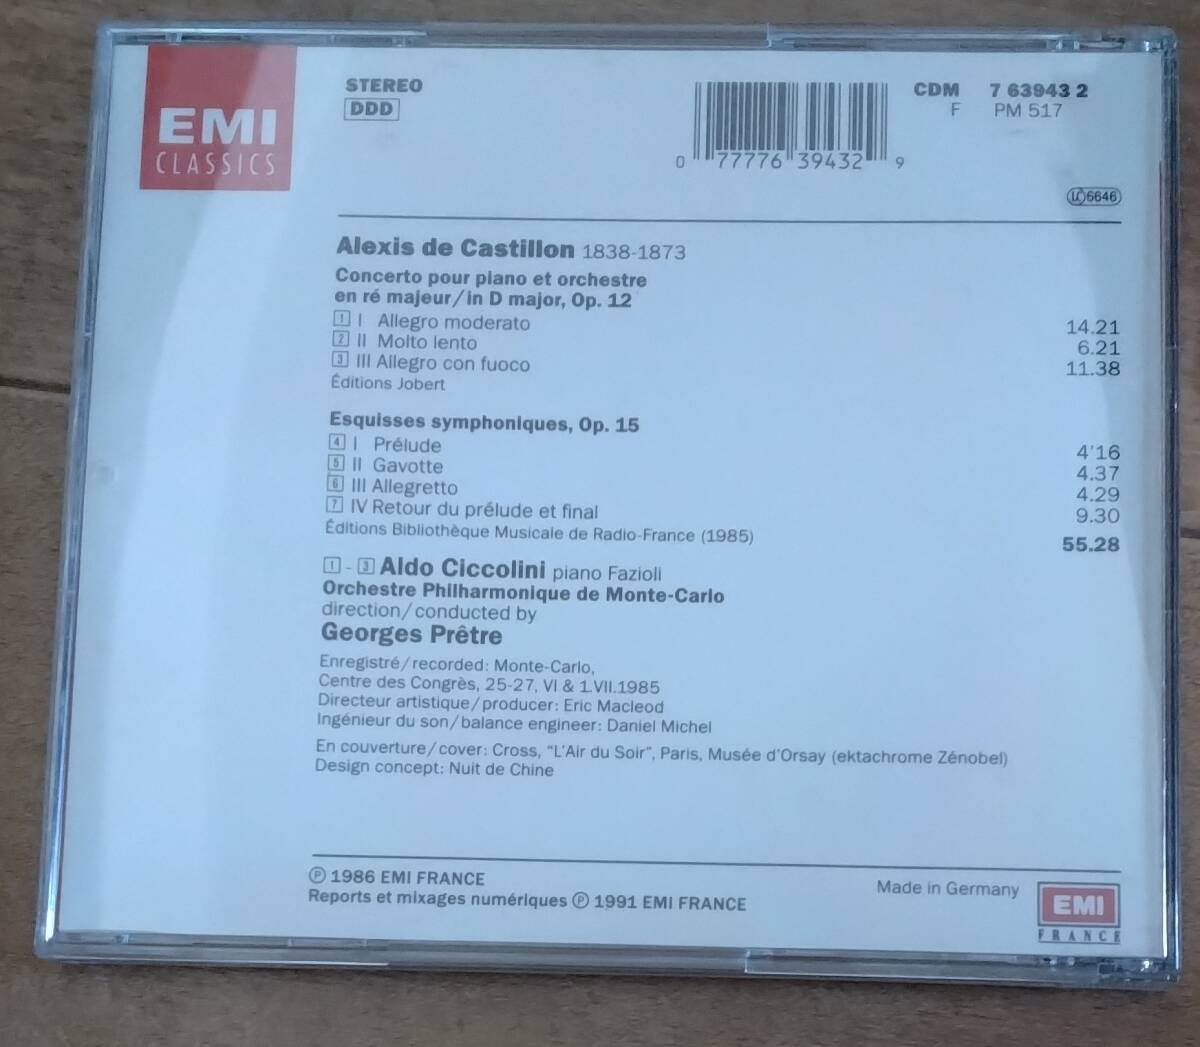 EMI
CLASSICS
STEREO
DDD
0 77776 39432 9
CDM 7 63943 2
F PM 517
LC 6646
Alexis de Castillon 1838-1873
Concerto pour piano et orchestre
en ré majeur/in D major, Op. 12
1 I Allegro moderato 14.21
2 II Molto lento 6.21
3 III Allegro con fuoco 11.38
Éditions Jobert
Esquisses symphoniques, Op. 15
4 I Prélude 4'16
5 II Gavotte 4.37
6 III Allegretto 4.29
7 IV Retour du prélude et final 9.30
Éditions Bibliothèque Musicale de Radio-France (1985)
55.28
1 - 3 Aldo Ciccolini piano Fazioli
Orchestre Philharmonique de Monte-Carlo
direction/conducted by
Georges Prêtre
Enregistré/recorded: Monte-Carlo,
Centre des Congrès, 25-27, VI & 1.VII.1985
Directeur artistique/producer: Eric Macleod
Ingénieur du son/balance engineer: Daniel Michel
En couverture/cover: Cross, "L'Air du Soir", Paris, Musée d'Orsay (ektachrome Zénobel)
Design concept: Nuit de Chine
℗ 1986 EMI FRANCE
Reports et mixages numériques ℗ 1991 EMI FRANCE
Made in Germany
EMI
FRANCE